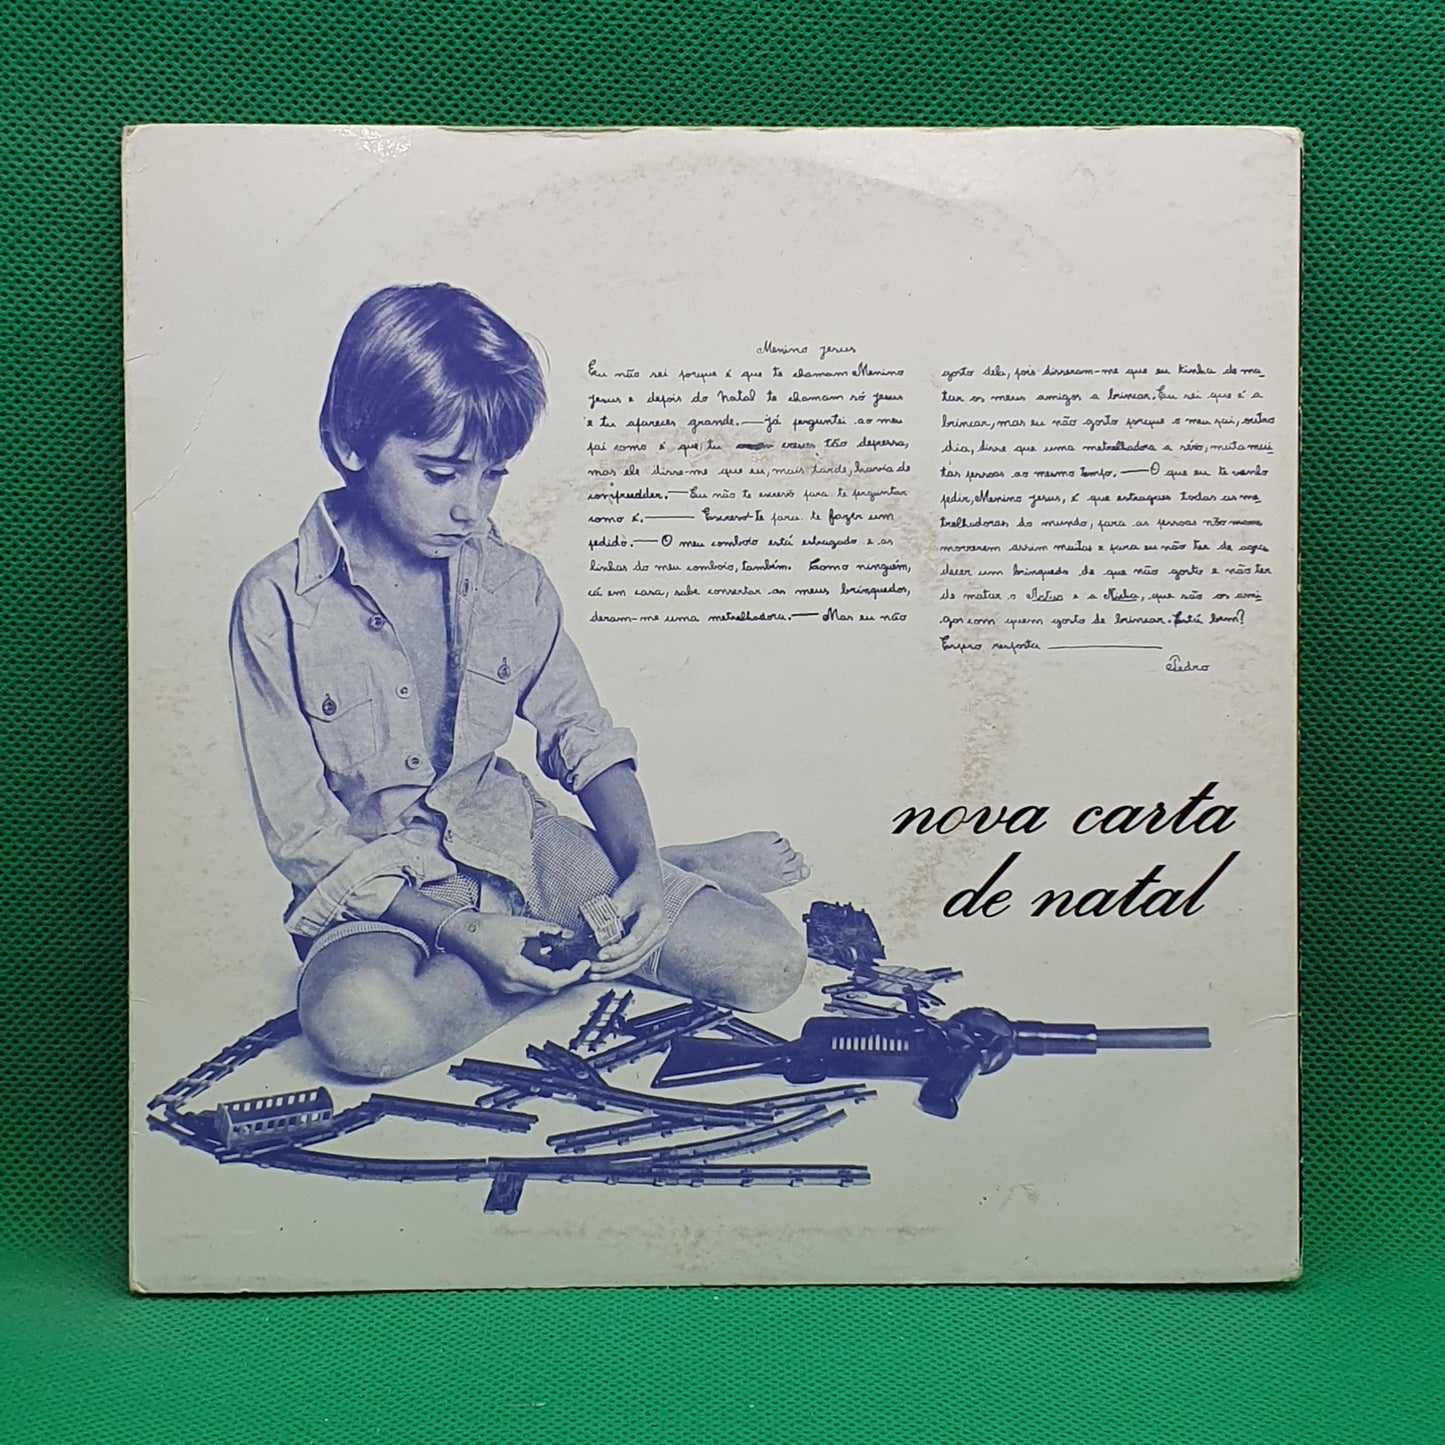 Menino Jesus
Eu não sei porque é que te chamam Menino
Jesus e depois do Natal te chamam só Jesus
e tu apareces grande. — Já perguntei ao meu
pai como é que, tu cresces tão depressa,
mas ele disse-me que eu, mais tarde, havia de
compreedder. — Eu não te escrevo para te perguntar
como é. — Escrevo-te para te fazer um
pedido. — O meu comboio está estragado e as
linhas do meu comboio, também. Como ninguém,
cá em casa, sabe consertar os meus brinquedos,
deram-me uma metralhadora. — Mas eu não
gosto dela, pois disseram-me que eu tinha de ma-
tar os meus amigos a brincar. Eu sei que é a
brincar, mas eu não gosto porque o meu pai, outro
dia, disse que uma metralhadora a sério, mata mui-
tas pessoas ao mesmo tempo. — O que eu te venho
pedir, Menino Jesus, é que estragues todas as me-
tralhadoras do mundo, para as pessoas não
morrerem assim muitas e para eu não ter de agra-
decer um brinquedo de que não gosto e não ter
de matar o e a, que são os ami-
gos com quem gosto de brincar. Está bem?
Espero resposta
Pedro
nova carta
de natal